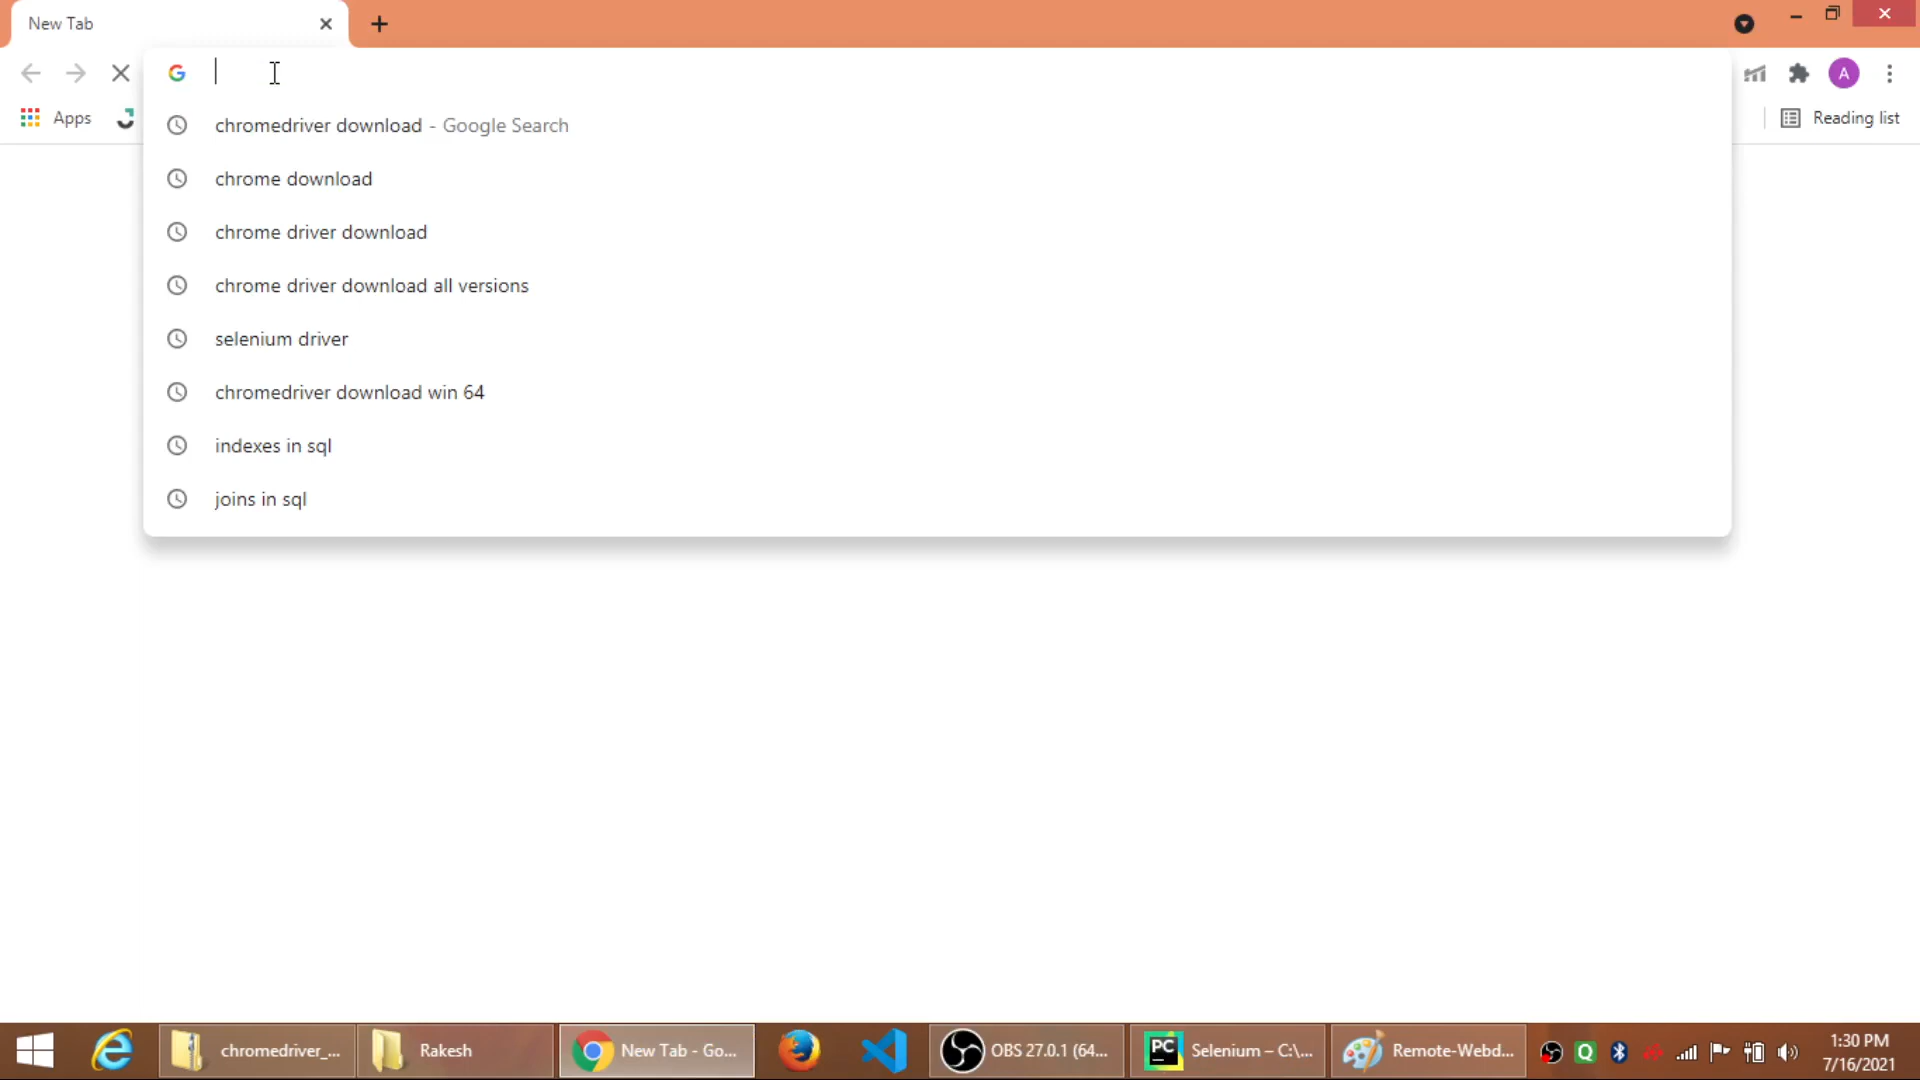 New Tab
chromedriver download - Google Search
Apps
Reading list
A
chrome download
chrome driver download
chrome driver download all versions
selenium driver
chromedriver download win 64
indexes in sql
joins in sql
chromedriver_...
Rakesh
New Tab - Go...
OBS 27.0.1 (64...
PC
Selenium – C:\...
Remote-Webd...
Q
1:30 PM
7/16/2021